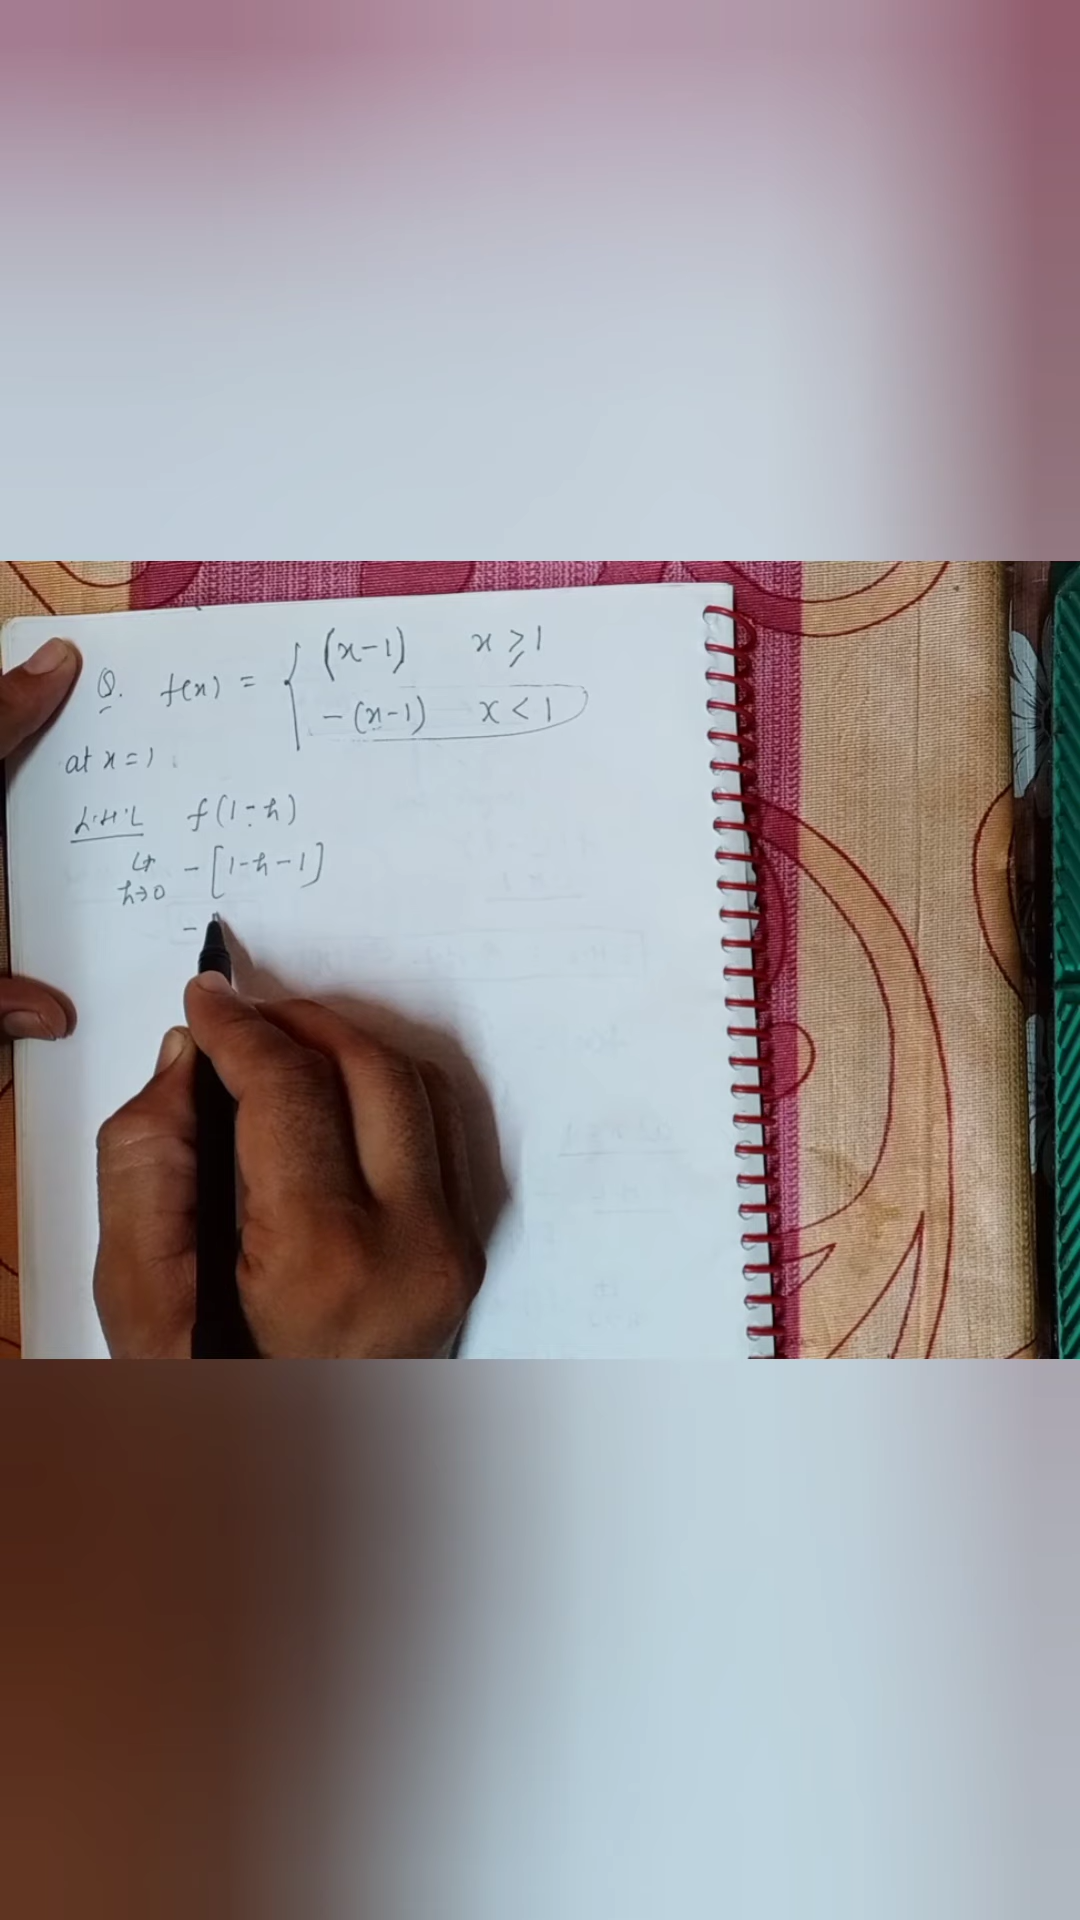 Q. f(x) = { (x-1) x ⩾ 1
-(x-1) x < 1
at x = 1.
L.H.L f(1-h)
Lt h→0 - [1-h-1]
-